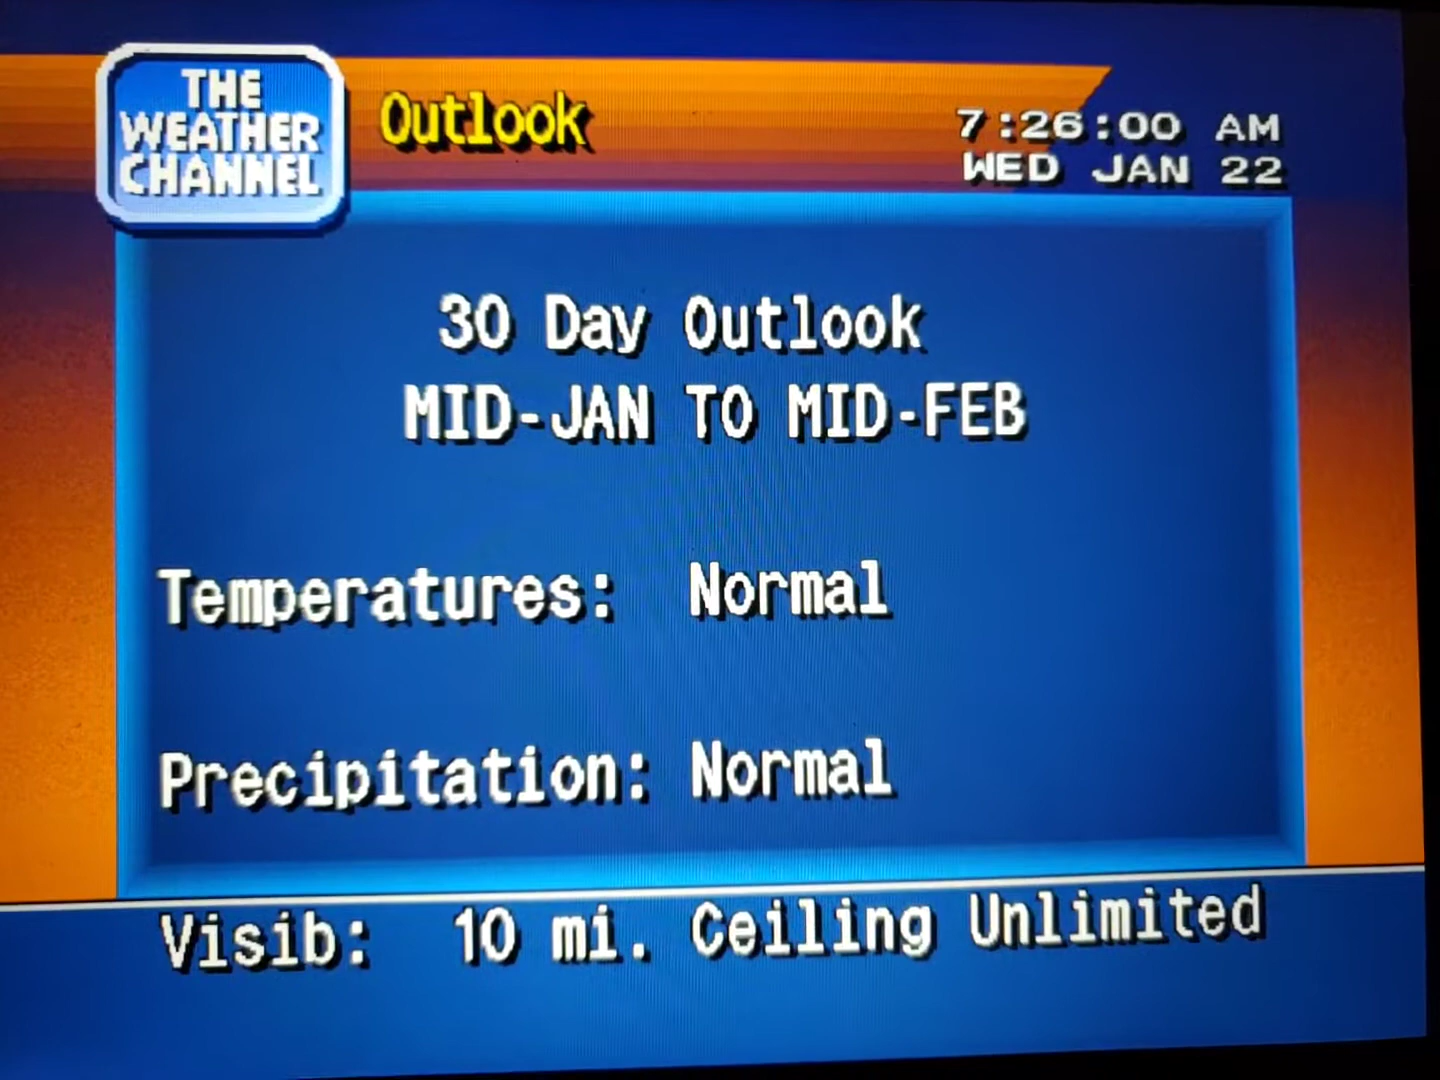 THE
WEATHER
CHANNEL
Outlook
7:26:00 AM
WED JAN 22
30 Day Outlook
MID-JAN TO MID-FEB
Temperatures: Normal
Precipitation: Normal
Visib: 10 mi. Ceiling Unlimited